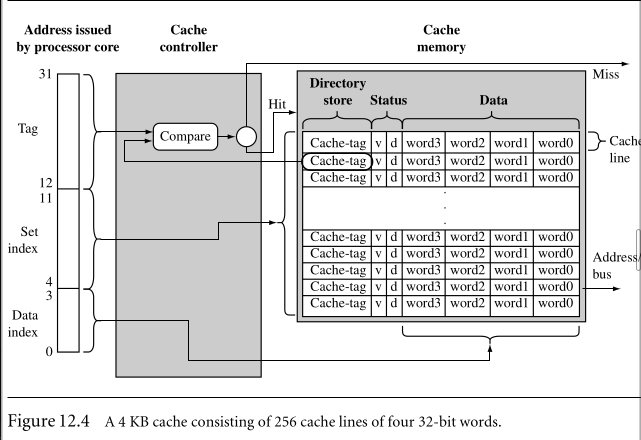 Address issued
by processor core
Cache
controller
Cache
memory
31
Miss
Directory
store
Status
Data
Hit
Tag
Compare
Cache-tag v d word3 word2 word1 word0
Cache-tag v d word3 word2 word1 word0
Cache-tag v d word3 word2 word1 word0
Cache
line
12
11
Set
index
.
.
.
Cache-tag v d word3 word2 word1 word0
Cache-tag v d word3 word2 word1 word0
Cache-tag v d word3 word2 word1 word0
Cache-tag v d word3 word2 word1 word0
Cache-tag v d word3 word2 word1 word0
Address/
bus
4
3
Data
index
0
Figure 12.4 A 4 KB cache consisting of 256 cache lines of four 32-bit words.